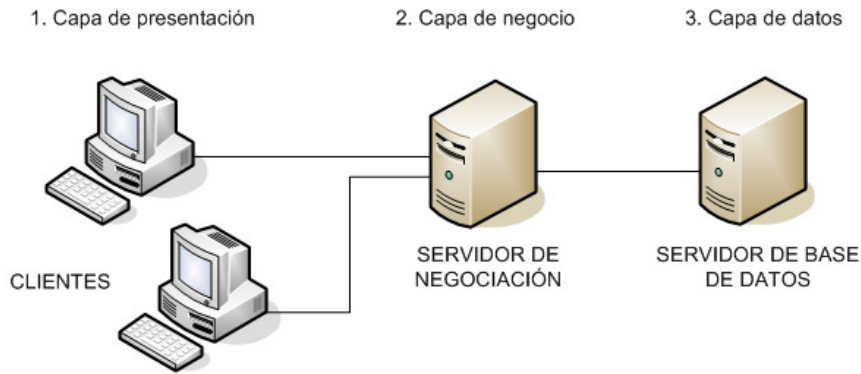 1. Capa de presentación
2. Capa de negocio
3. Capa de datos
CLIENTES
SERVIDOR DE
NEGOCIACIÓN
SERVIDOR DE BASE
DE DATOS